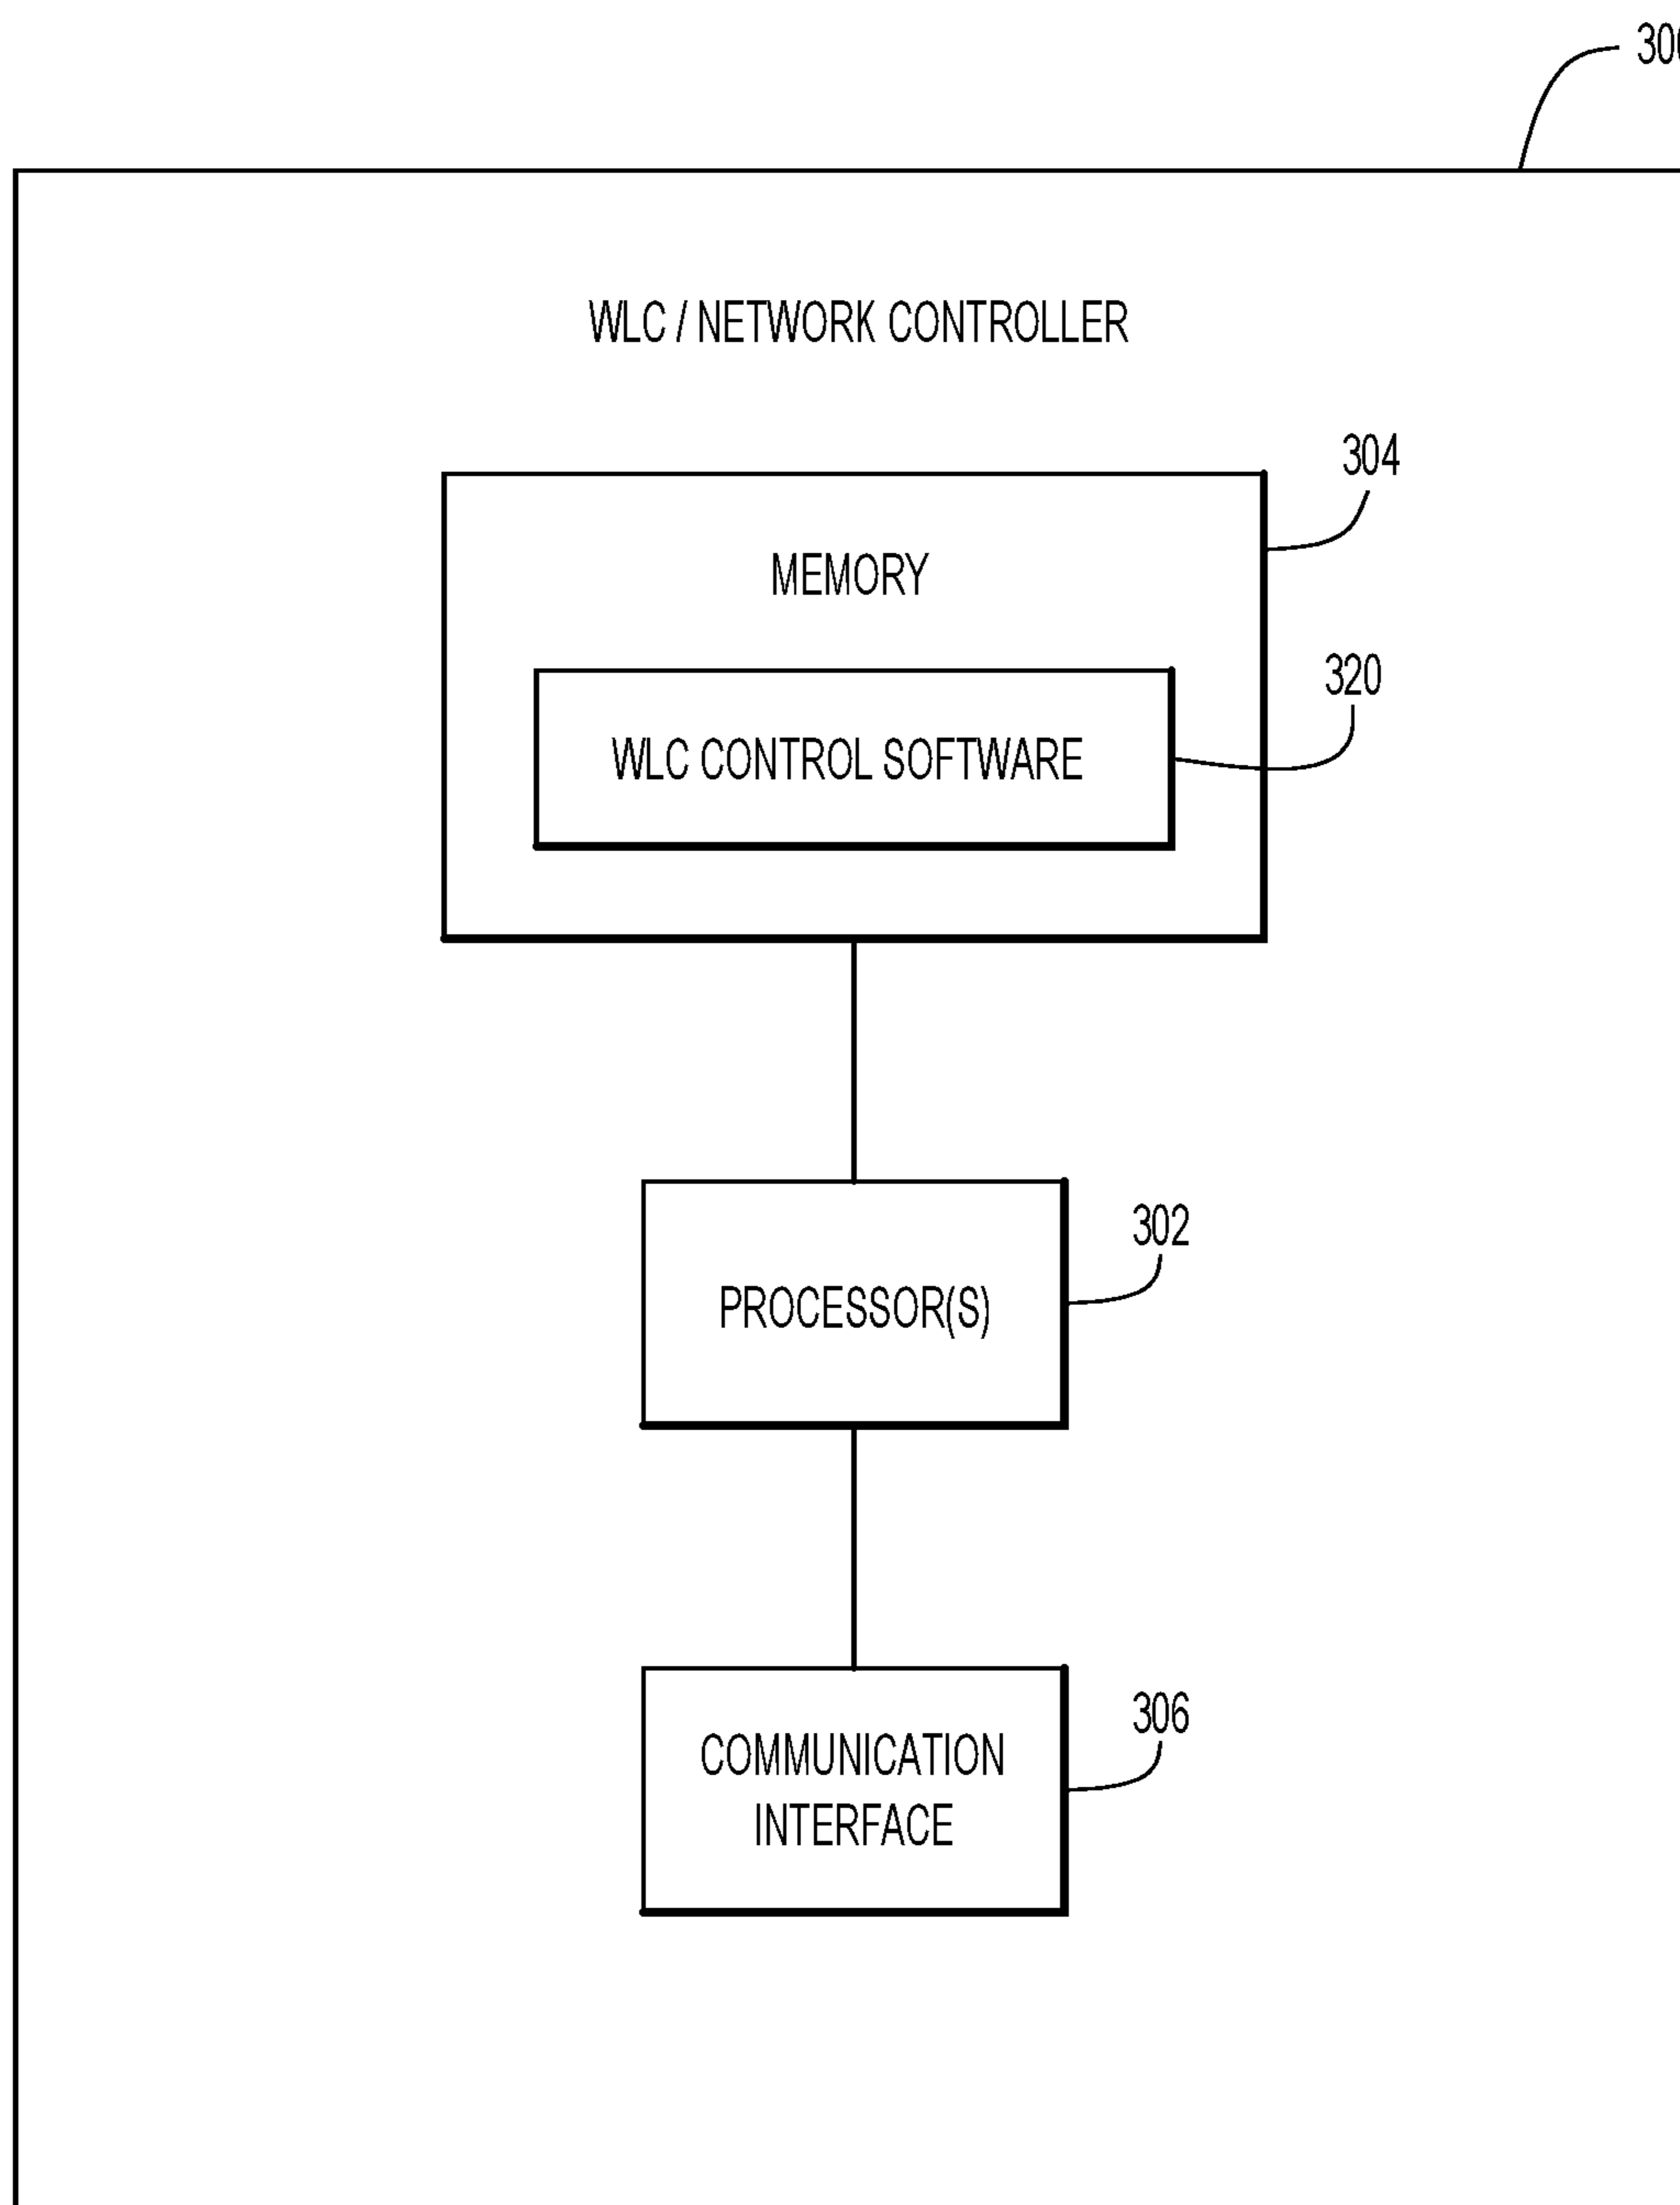 WLC / NETWORK CONTROLLER
304
MEMORY
320
WLC CONTROL SOFTWARE
302
PROCESSOR(S)
306
COMMUNICATION
INTERFACE